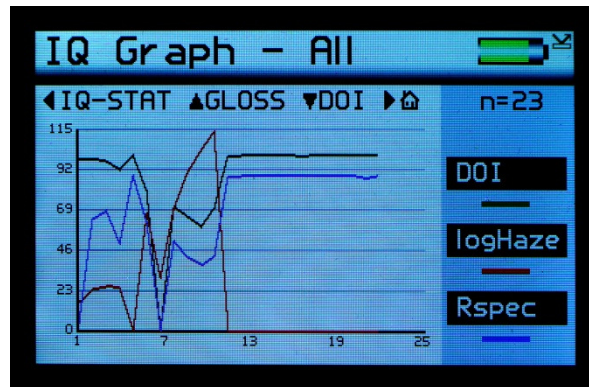 IQ Graph - All
◀IQ-STAT ▲GLOSS ▼DOI ▶
n=23
115
92
69
46
23
0
1 7 13 19 25
DOI
logHaze
Rspec